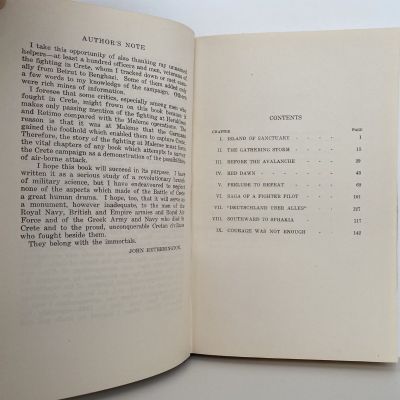 AUTHOR'S NOTE
I take this opportunity of also thanking my unnamed
helpers—at least a hundred officers and men, veterans of
the fighting in Crete, whom I tracked down or met casu-
ally from Beirut to Benghazi. Some of them added only
a few words to my knowledge of the campaign. Others
were rich mines of information.
I foresee that some critics, especially among men who
fought in Crete, might frown on this book because it
makes only passing mention of the fighting at Heraklion
and Retimo compared with the Maleme operations. The
reason is that it was at Maleme that the Germans
gained the foothold which enabled them to capture Crete.
Therefore, the story of the fighting at Maleme must form
the vital chapters of any book which attempts to survey
the Crete campaign as a demonstration of the possibilities
of air-borne attack.
I hope this book will succeed in its purpose. I have
written it as a serious study of a revolutionary branch
of military science, but I have endeavored to neglect
none of the aspects which made of the Battle of Crete
a great human drama. I hope, too, that it will serve as
a monument, however inadequate, to the men of the
Royal Navy, British and Empire armies and Royal Air
Force and of the Greek Army and Navy who died in
Crete and to the proud, unconquerable Cretan civilians
who fought beside them.
They belong with the immortals.
JOHN HETHERINGTON.
CONTENTS
CHAPTER PAGE
I. ISLAND OF SANCTUARY - - - - 1
II. THE GATHERING STORM - - - - 15
III. BEFORE THE AVALANCHE - - - - 29
IV. RED DAWN - - - - 48
V. PRELUDE TO DEFEAT - - - - 69
VI. SAGA OF A FIGHTER PILOT - - - 101
VII. "DEUTSCHLAND UBER ALLES" - - - 107
VIII. SOUTHWARD TO SPHAKIA - - - - 127
IX. COURAGE WAS NOT ENOUGH - - - 142